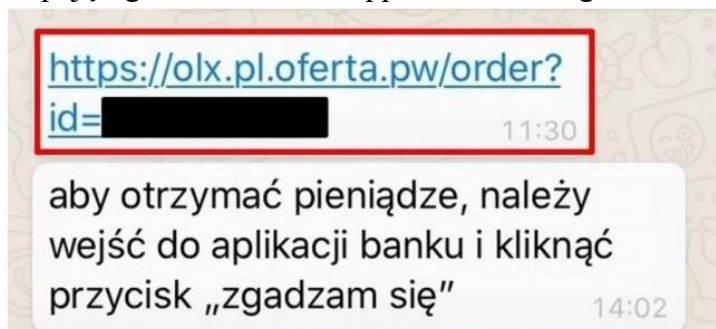 https://olx.pl.oferta.pw/order?
id=
11:30
aby otrzymać pieniądze, należy
wejść do aplikacji banku i kliknąć
przycisk „zgadzam się”
14:02